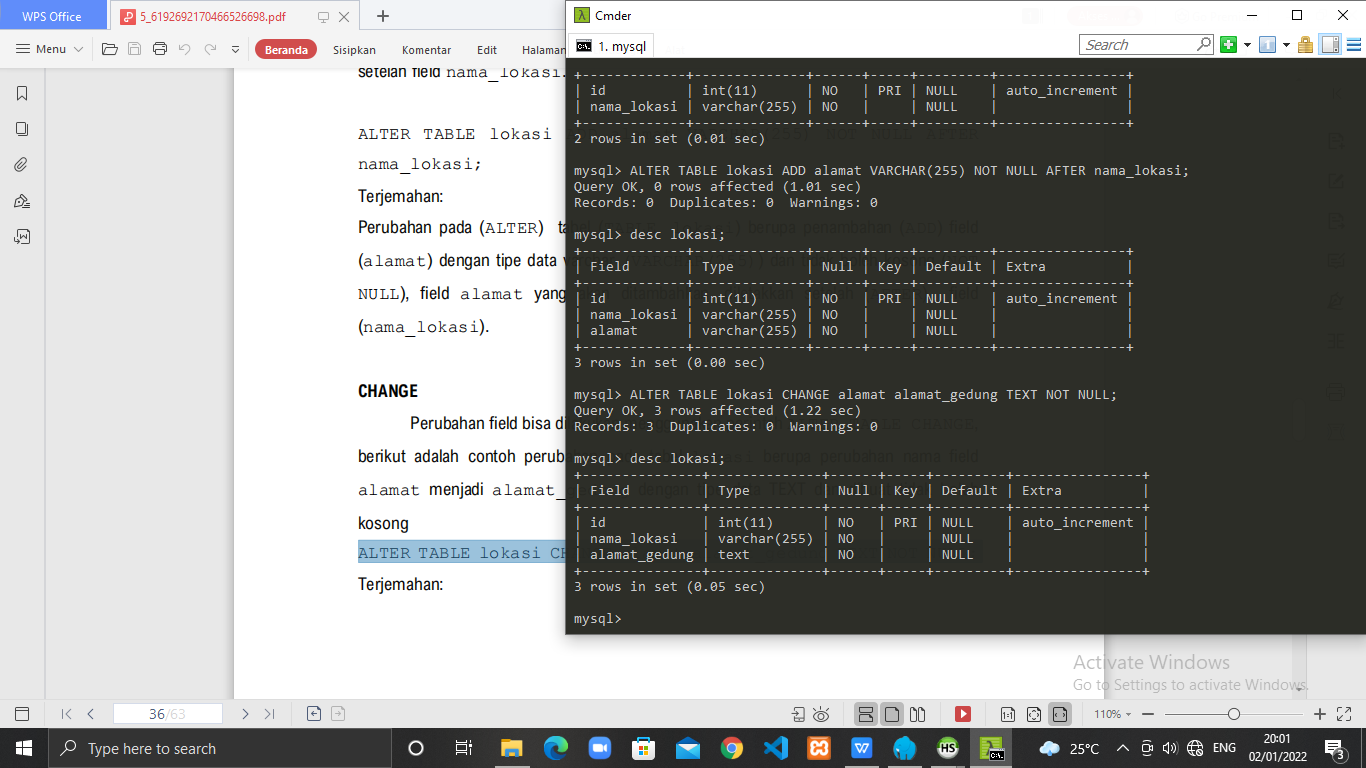 WPS Office
5_6192692170466526698.pdf
Menu
Beranda
Sisipkan
Komentar
Edit
Halaman
setelah field nama_lokasi.
ALTER TABLE lokasi
nama_lokasi;
Terjemahan:
Perubahan pada (ALTER)
(alamat) dengan tipe data
NULL), field alamat yang
(nama_lokasi).
CHANGE
Perubahan field bisa
berikut adalah contoh
alamat menjadi alamat_
kosong
ALTER TABLE lokasi
Terjemahan:
Cmder
1. mysql
Search
+-------------+--------------+------+-----+---------+----------------+
| id          | int(11)      | NO   | PRI | NULL    | auto_increment |
| nama_lokasi | varchar(255) | NO   |     | NULL    |                |
+-------------+--------------+------+-----+---------+----------------+
2 rows in set (0.01 sec)
mysql> ALTER TABLE lokasi ADD alamat VARCHAR(255) NOT NULL AFTER nama_lokasi;
Query OK, 0 rows affected (1.01 sec)
Records: 0  Duplicates: 0  Warnings: 0
mysql> desc lokasi;
+-------------+--------------+------+-----+---------+----------------+
| Field       | Type         | Null | Key | Default | Extra          |
+-------------+--------------+------+-----+---------+----------------+
| id          | int(11)      | NO   | PRI | NULL    | auto_increment |
| nama_lokasi | varchar(255) | NO   |     | NULL    |                |
| alamat      | varchar(255) | NO   |     | NULL    |                |
+-------------+--------------+------+-----+---------+----------------+
3 rows in set (0.00 sec)
mysql> ALTER TABLE lokasi CHANGE alamat alamat_gedung TEXT NOT NULL;
Query OK, 3 rows affected (1.22 sec)
Records: 3  Duplicates: 0  Warnings: 0
mysql> desc lokasi;
+---------------+--------------+------+-----+---------+----------------+
| Field         | Type         | Null | Key | Default | Extra          |
+---------------+--------------+------+-----+---------+----------------+
| id            | int(11)      | NO   | PRI | NULL    | auto_increment |
| nama_lokasi   | varchar(255) | NO   |     | NULL    |                |
| alamat_gedung | text         | NO   |     | NULL    |                |
+---------------+--------------+------+-----+---------+----------------+
3 rows in set (0.05 sec)
mysql>
Activate Windows
Go to Settings to activate Windows.
36/63
110%
Type here to search
25°C
ENG
20:01
02/01/2022
3